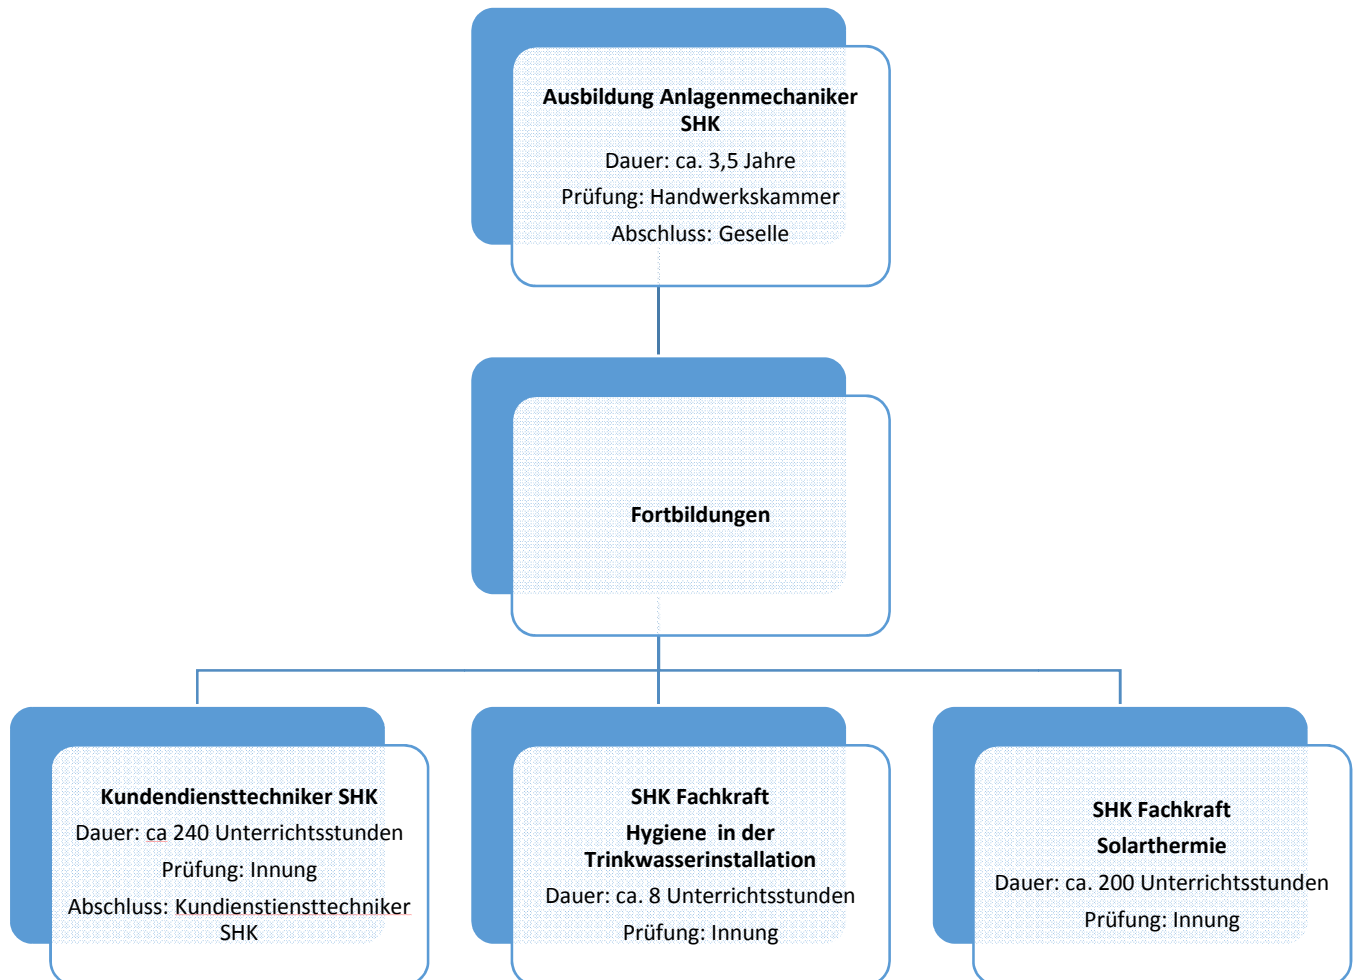 Ausbildung Anlagenmechaniker
SHK
Dauer: ca. 3,5 Jahre
Prüfung: Handwerkskammer
Abschluss: Geselle
Fortbildungen
Kundendiensttechniker SHK
Dauer: ca 240 Unterrichtsstunden
Prüfung: Innung
Abschluss: Kundienstiensttechniker
SHK
SHK Fachkraft
Hygiene in der
Trinkwasserinstallation
Dauer: ca. 8 Unterrichtsstunden
Prüfung: Innung
SHK Fachkraft
Solarthermie
Dauer: ca. 200 Unterrichtsstunden
Prüfung: Innung